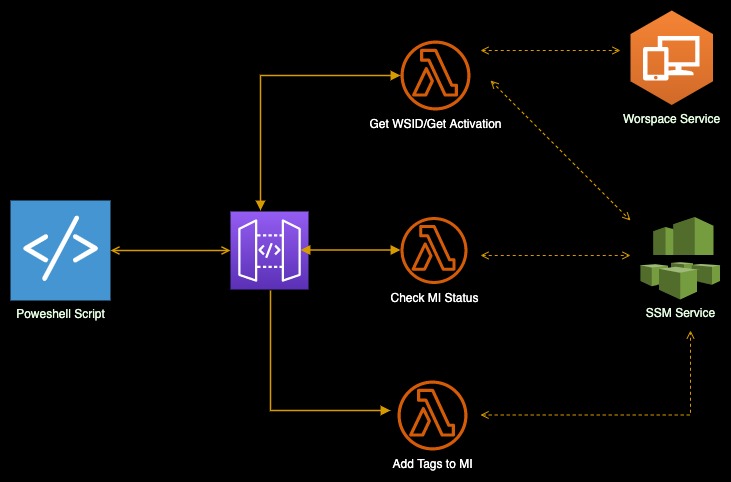 Get WSID/Get Activation
Worspace Service
Poweshell Script
Check MI Status
SSM Service
Add Tags to MI